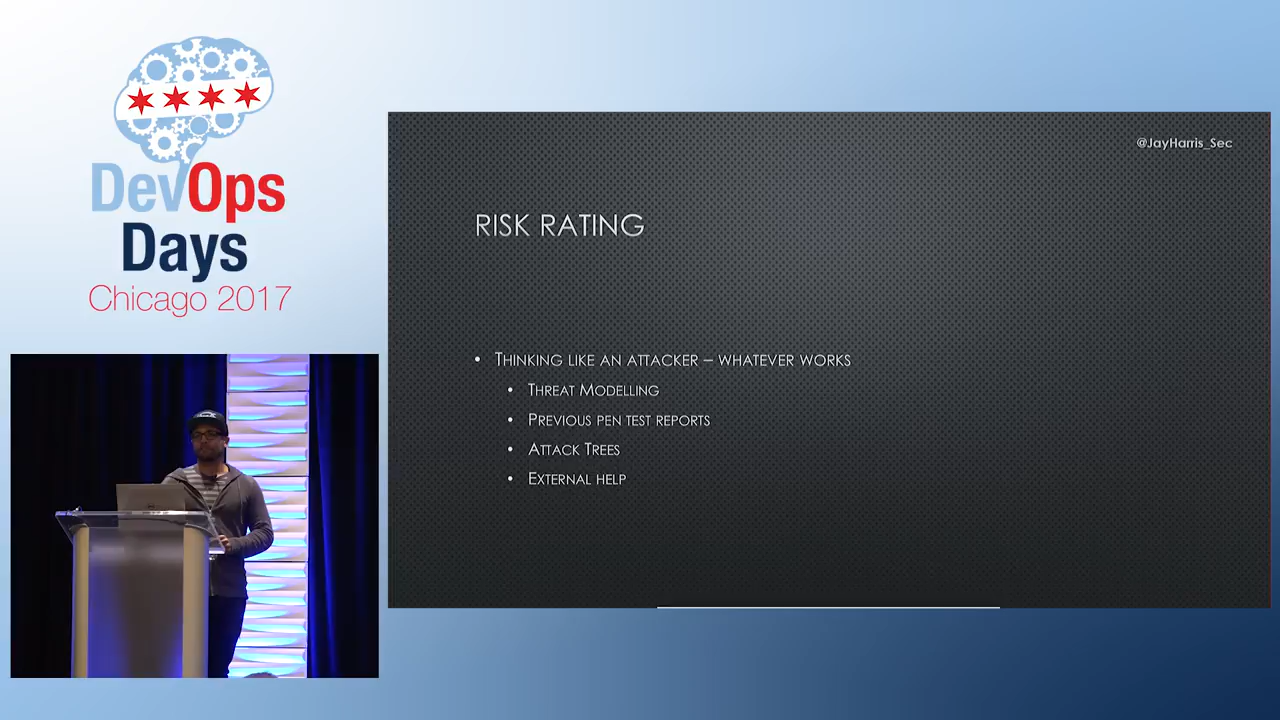 DevOps
Days
Chicago 2017
@JayHarris_Sec
RISK RATING
• THINKING LIKE AN ATTACKER – WHATEVER WORKS
• THREAT MODELLING
• PREVIOUS PEN TEST REPORTS
• ATTACK TREES
• EXTERNAL HELP